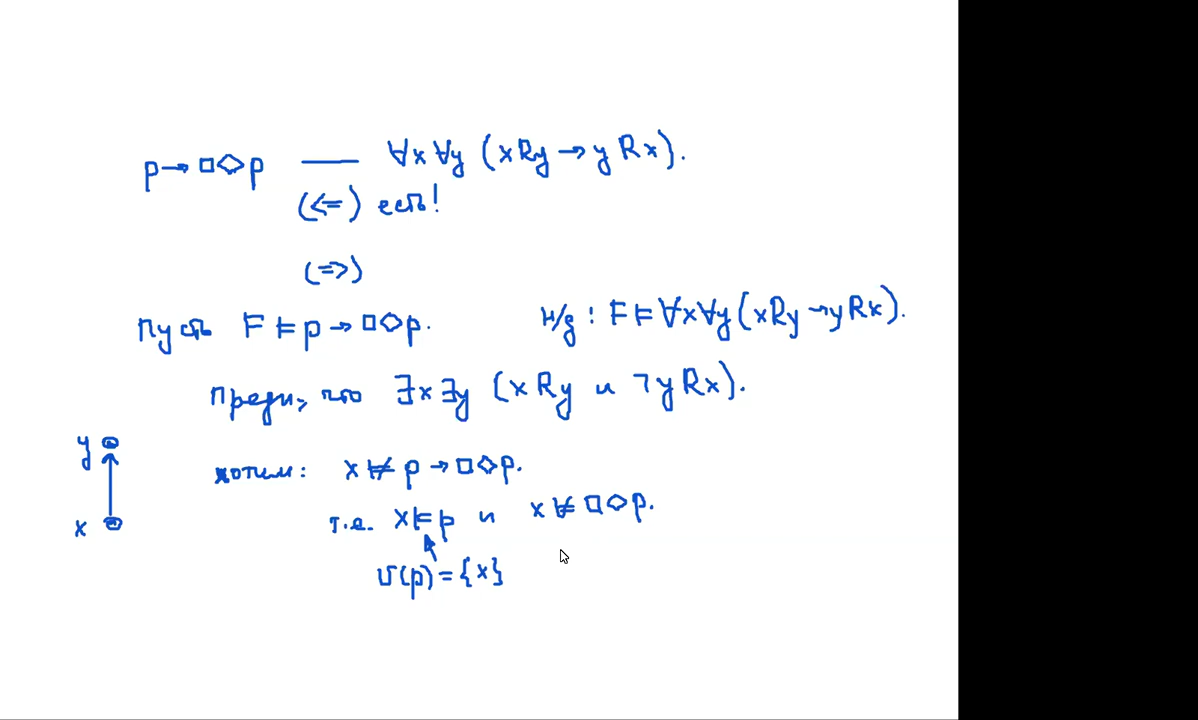 p → □◇p — ∀x ∀y (xRy → yRx).
(<=) есть!
(=>)
Пусть F ⊨ p → □◇p. н/д : F ⊨ ∀x∀y(xRy → yRx).
Предп, что ∃x ∃y (xRy и ¬yRx).
y
хотим: x ⊭ p → □◇p.
x т.е. x ⊨ p и x ⊭ □◇p.
v(p) = {x}